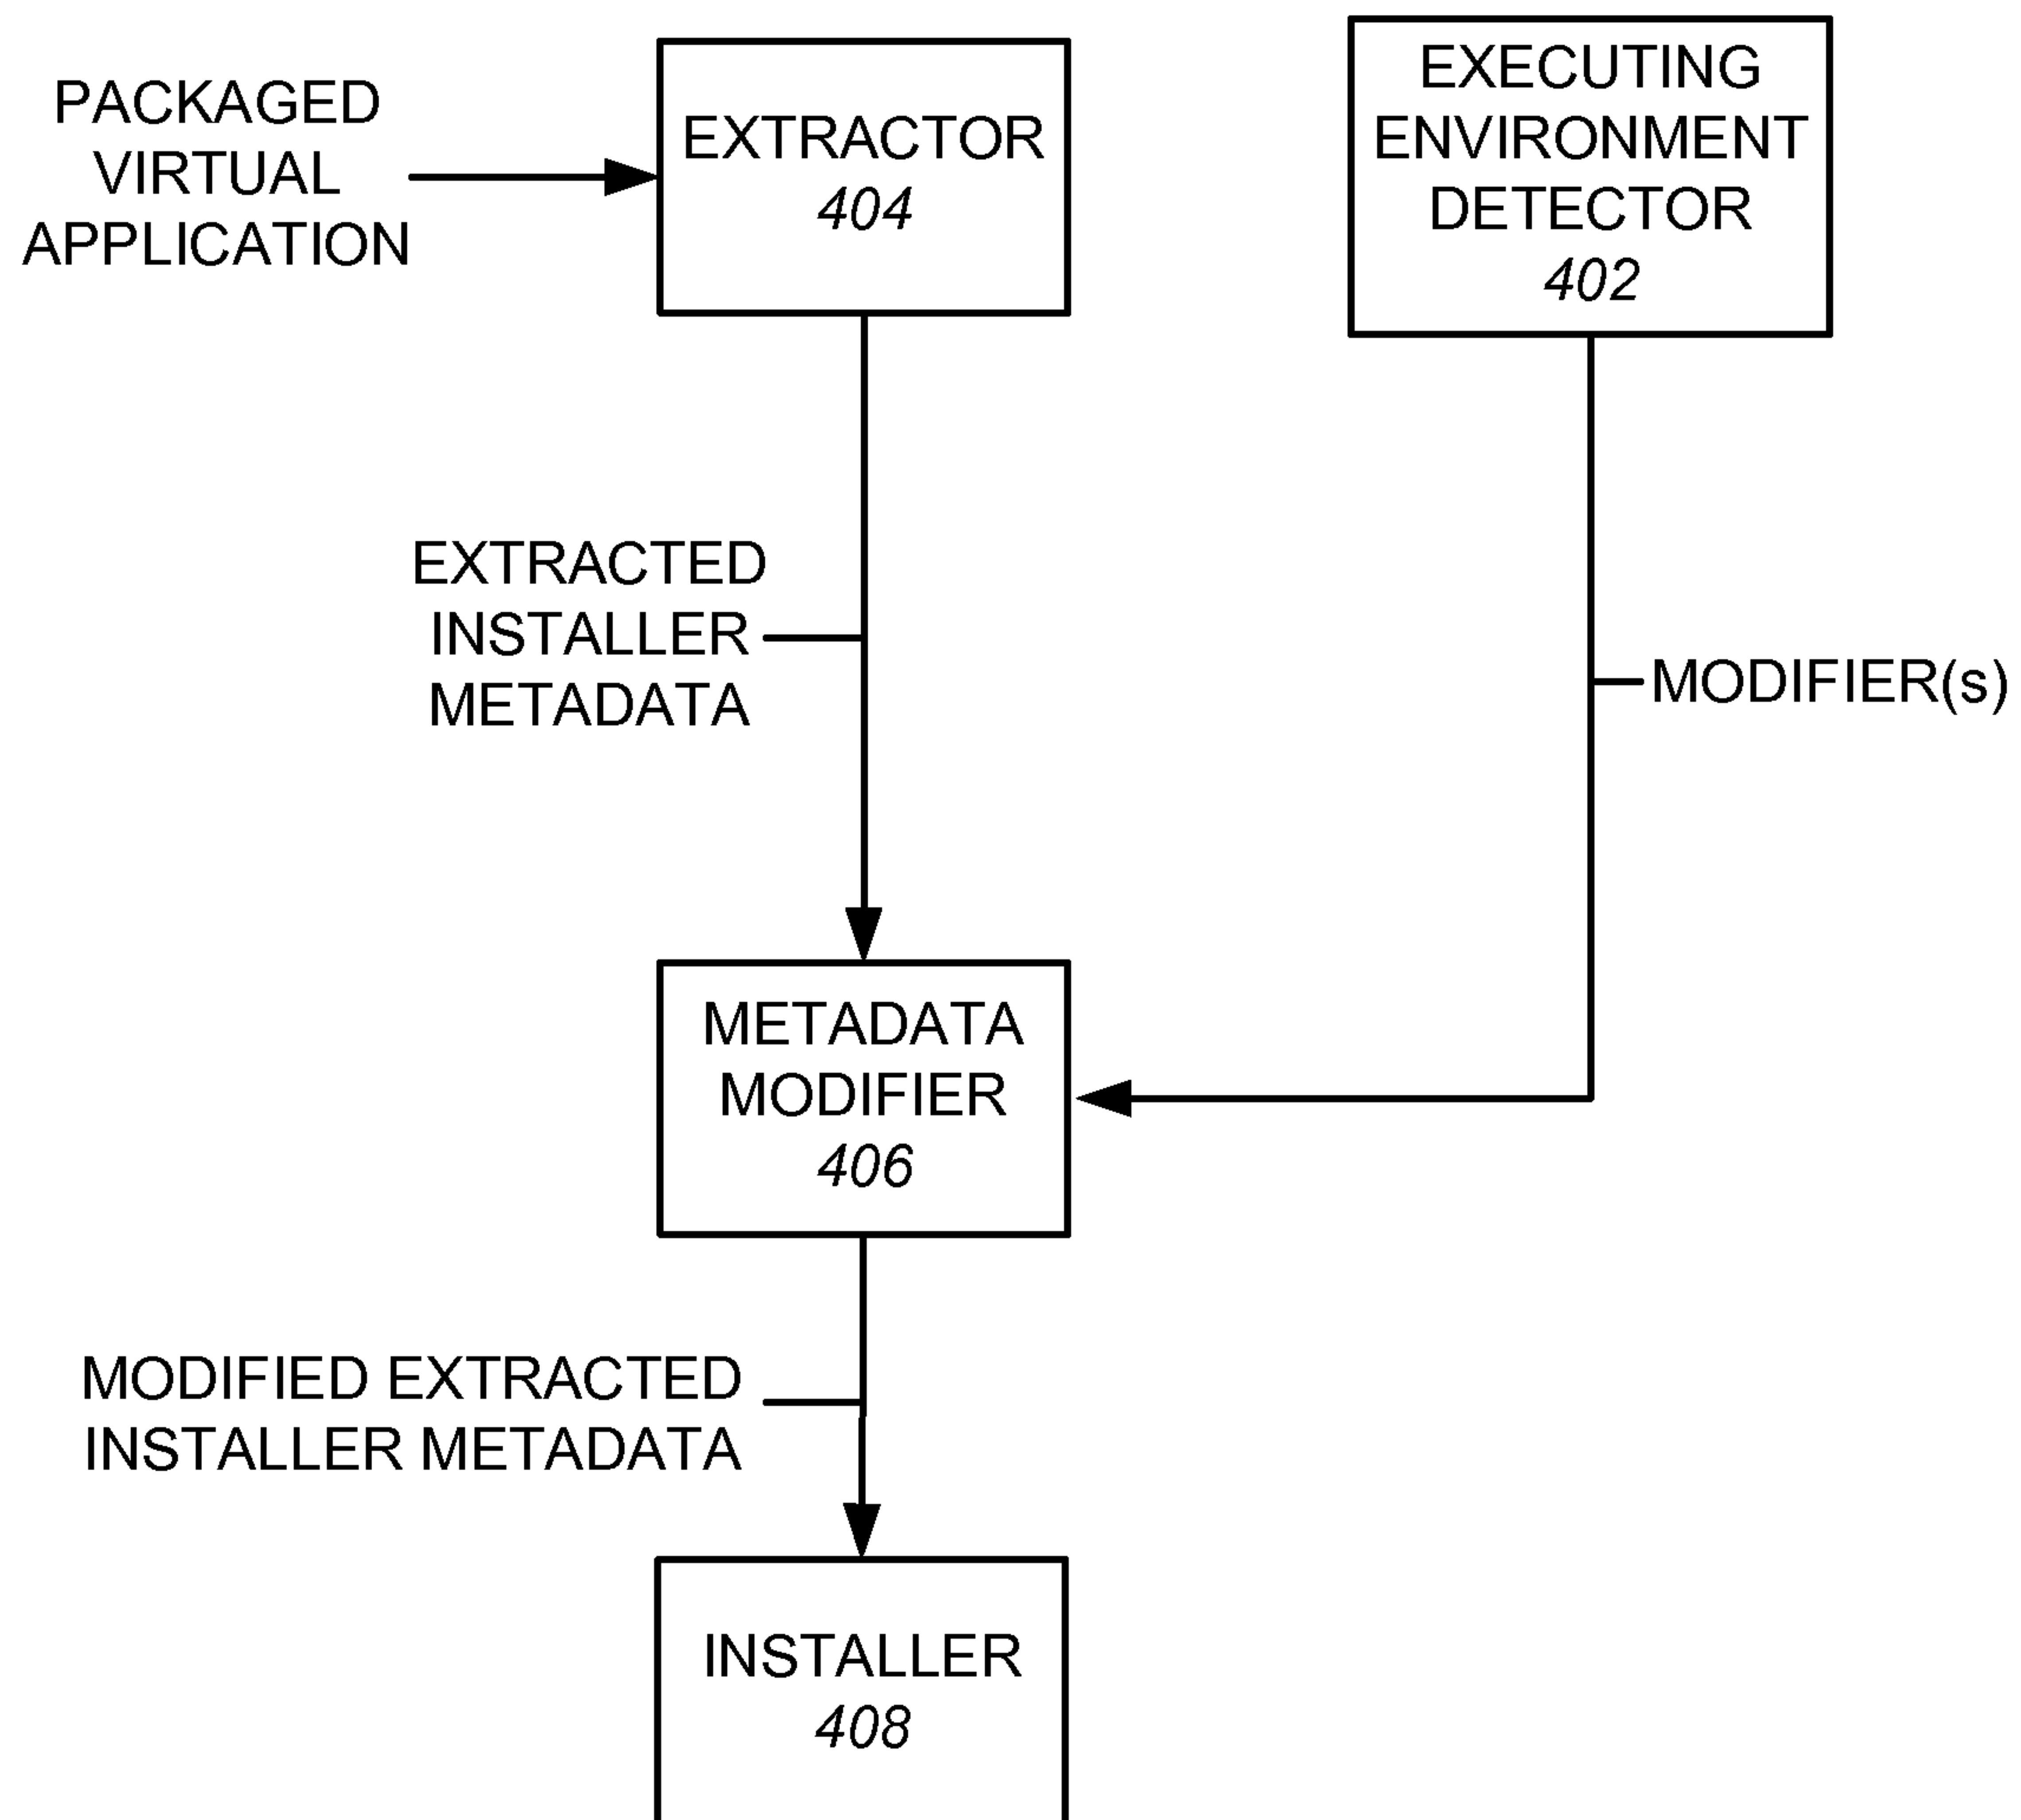 PACKAGED
VIRTUAL
APPLICATION
EXTRACTOR
404
EXECUTING
ENVIRONMENT
DETECTOR
402
EXTRACTED
INSTALLER
METADATA
MODIFIER(s)
METADATA
MODIFIER
406
MODIFIED EXTRACTED
INSTALLER METADATA
INSTALLER
408